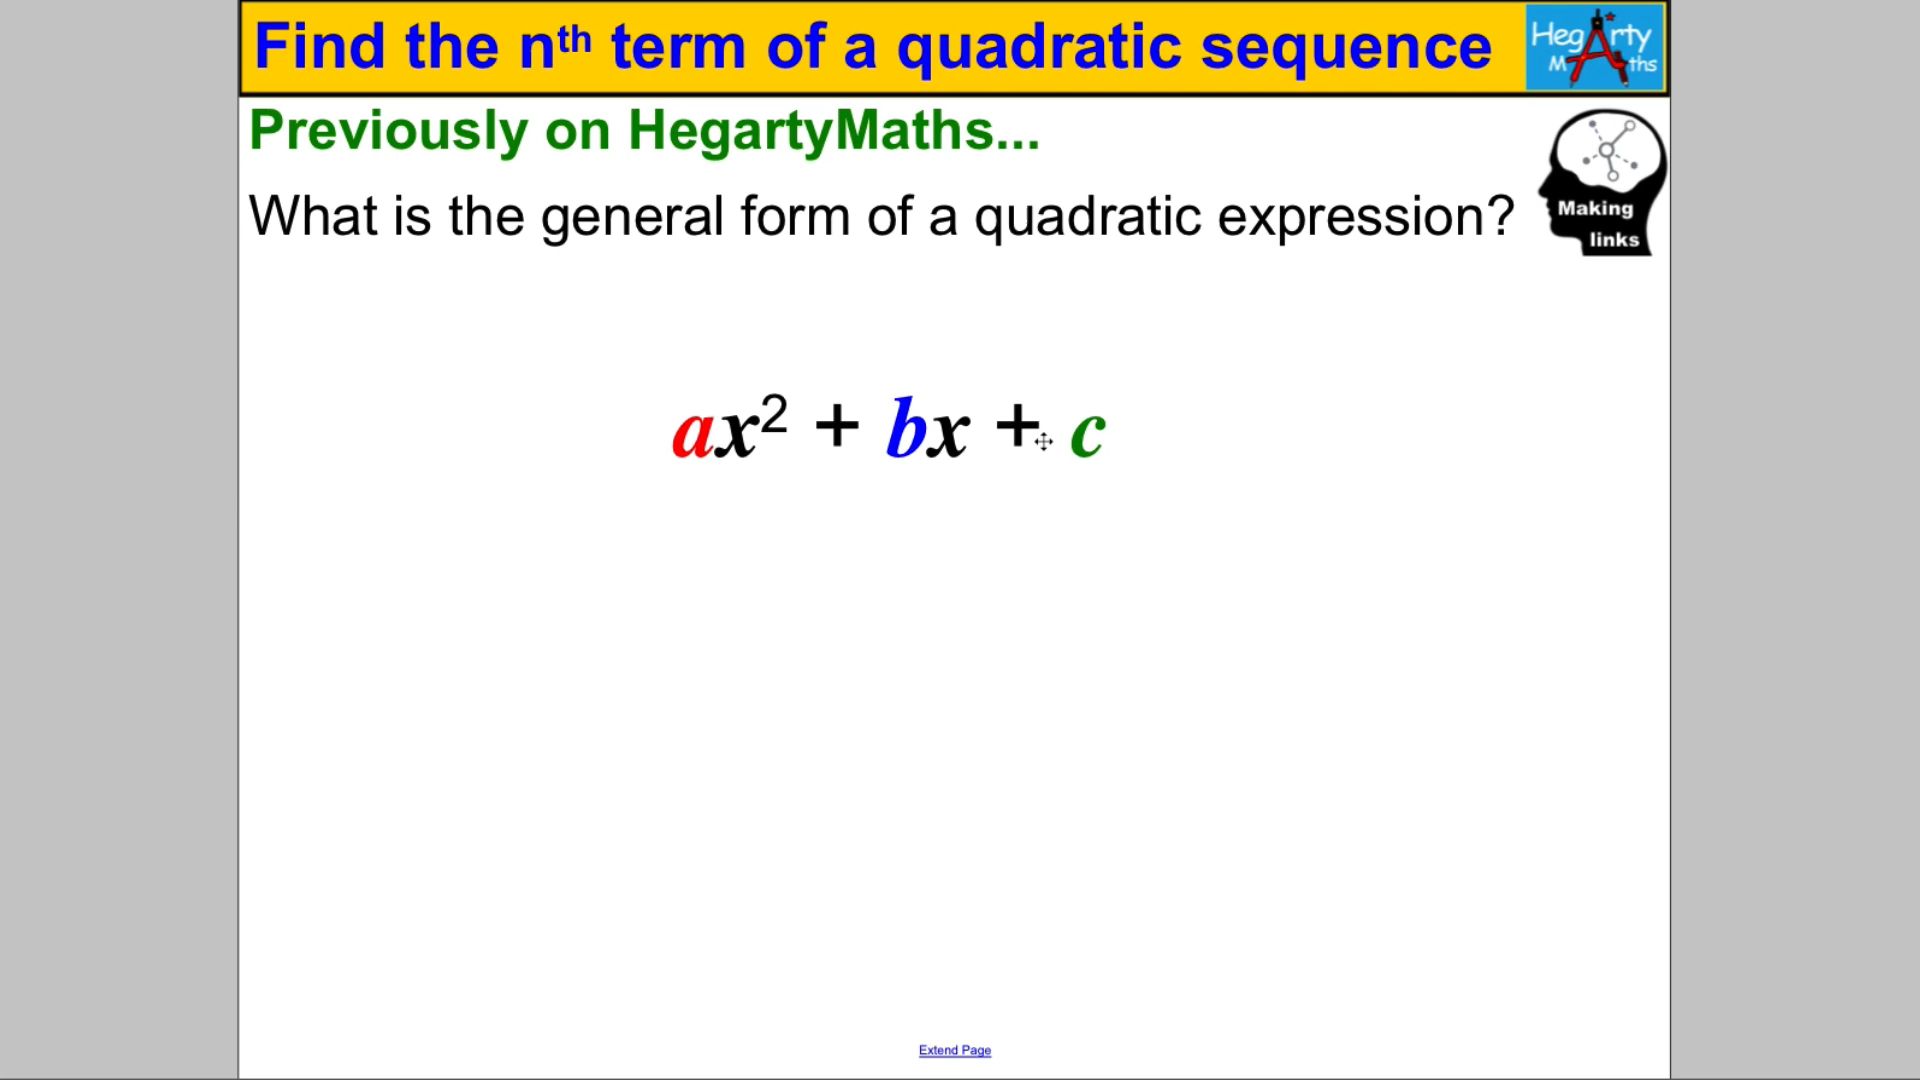 Find the nth term of a quadratic sequence
HegArty
Mths
Previously on HegartyMaths...
What is the general form of a quadratic expression?
Making
links
ax² + bx + c
Extend Page